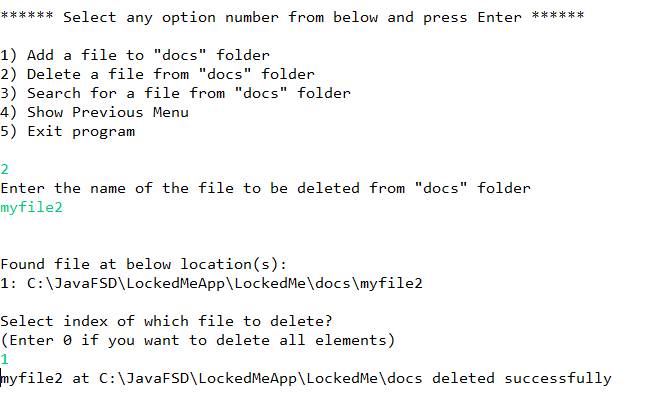 ****** Select any option number from below and press Enter ******
1) Add a file to "docs" folder
2) Delete a file from "docs" folder
3) Search for a file from "docs" folder
4) Show Previous Menu
5) Exit program
2
Enter the name of the file to be deleted from "docs" folder
myfile2
Found file at below location(s):
1: C:\JavaFSD\LockedMeApp\LockedMe\docs\myfile2
Select index of which file to delete?
(Enter 0 if you want to delete all elements)
1
myfile2 at C:\JavaFSD\LockedMeApp\LockedMe\docs deleted successfully